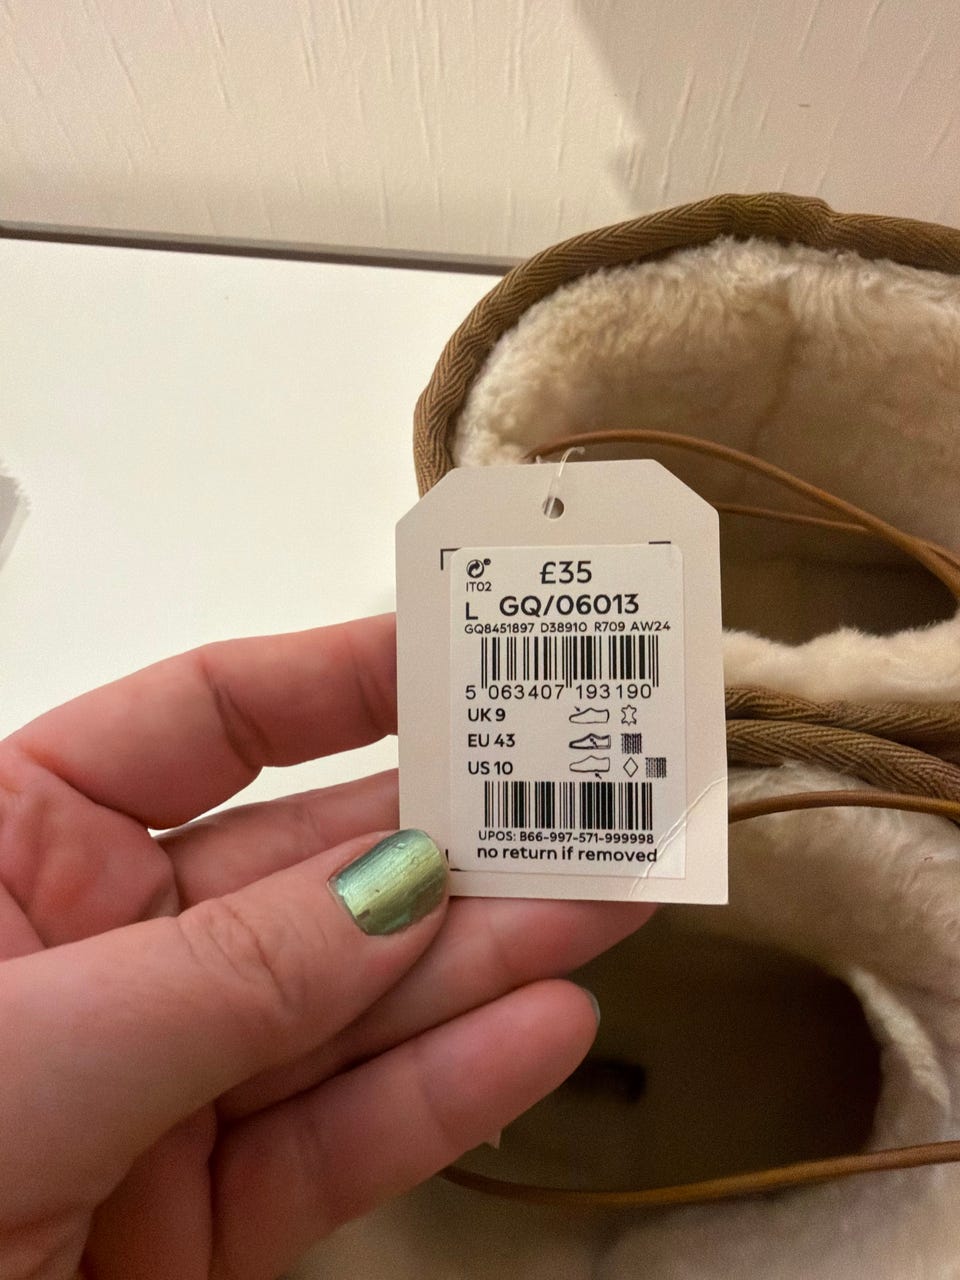 £35
IT02
L GQ/06013
GQ8451897 D38910 R709 AW24
5 063407 193190
UK 9
EU 43
US 10
UPOS: B66-997-571-999998
no return if removed